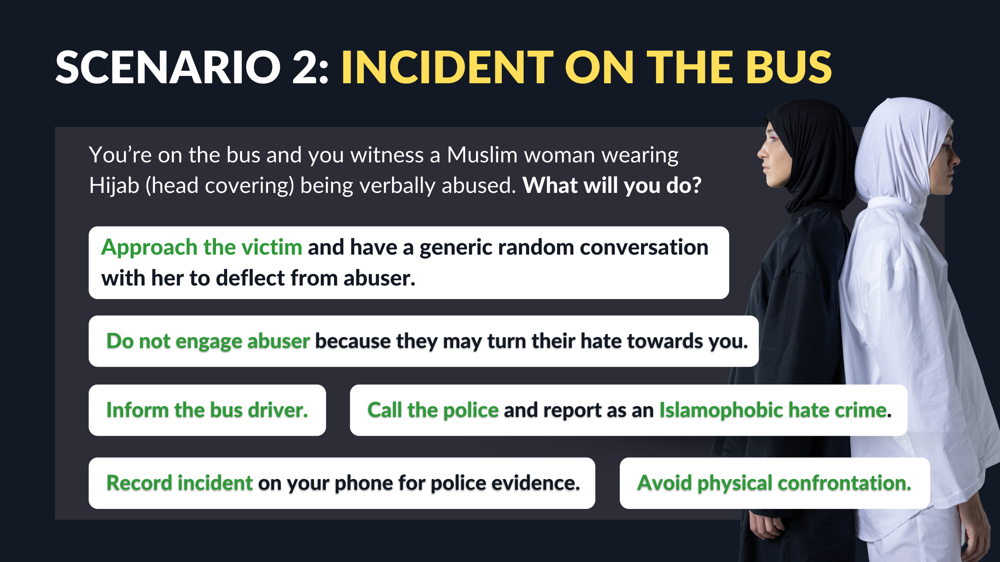 SCENARIO 2: INCIDENT ON THE BUS
You’re on the bus and you witness a Muslim woman wearing
Hijab (head covering) being verbally abused. What will you do?
Approach the victim and have a generic random conversation
with her to deflect from abuser.
Do not engage abuser because they may turn their hate towards you.
Inform the bus driver.
Call the police and report as an Islamophobic hate crime.
Record incident on your phone for police evidence.
Avoid physical confrontation.